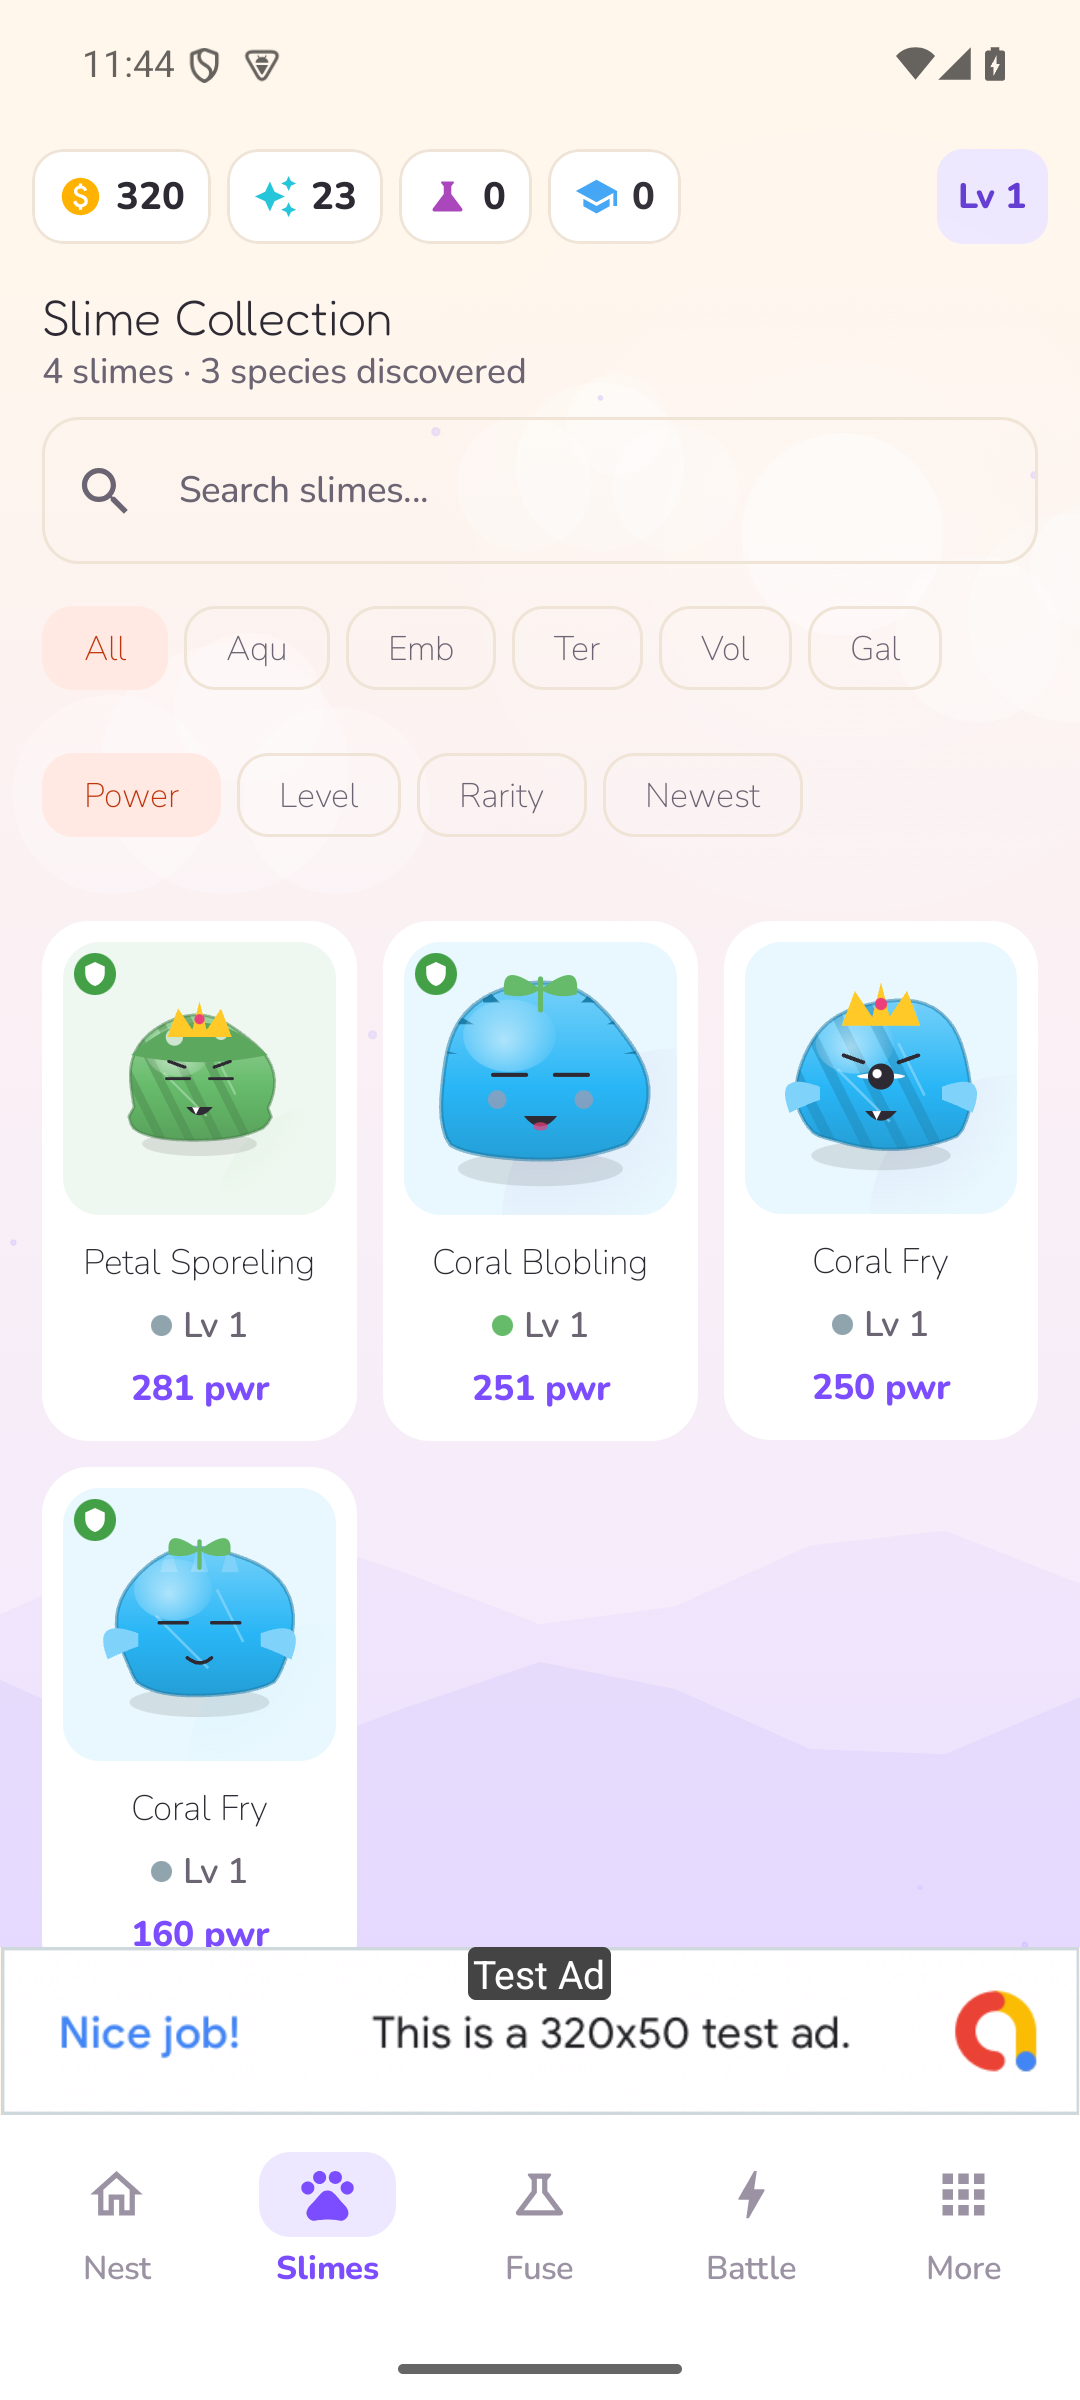 11:44
320 23 0 0 Lv 1
Slime Collection
4 slimes · 3 species discovered
Search slimes...
All Aqu Emb Ter Vol Gal
Power Level Rarity Newest
Petal Sporeling Coral Blobling Coral Fry
Lv 1 Lv 1 Lv 1
281 pwr 251 pwr 250 pwr
Coral Fry
Lv 1
160 pwr
Test Ad
Nice job! This is a 320x50 test ad.
Nest Slimes Fuse Battle More